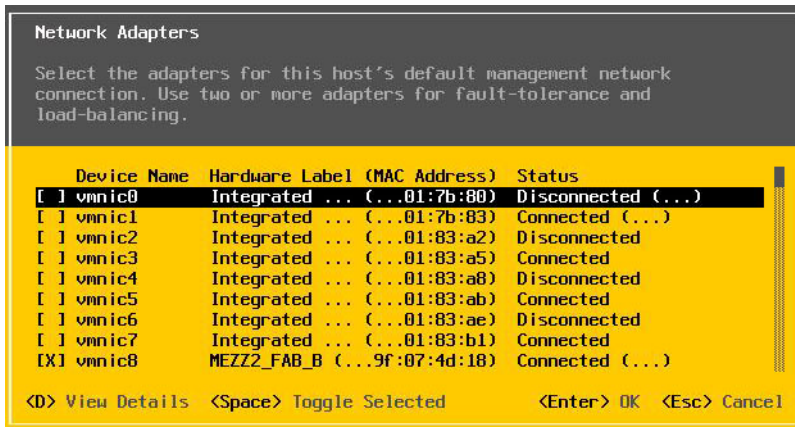 Network Adapters
Select the adapters for this host's default management network
connection. Use two or more adapters for fault-tolerance and
load-balancing.
Device Name Hardware Label (MAC Address) Status
[ ] vmnic0 Integrated ... (...01:7b:80) Disconnected (...)
[ ] vmnic1 Integrated ... (...01:7b:83) Connected (...)
[ ] vmnic2 Integrated ... (...01:83:a2) Disconnected
[ ] vmnic3 Integrated ... (...01:83:a5) Connected
[ ] vmnic4 Integrated ... (...01:83:a8) Disconnected
[ ] vmnic5 Integrated ... (...01:83:ab) Connected
[ ] vmnic6 Integrated ... (...01:83:ae) Disconnected
[ ] vmnic7 Integrated ... (...01:83:b1) Connected
[X] vmnic8 MEZZ2_FAB_B (...9f:07:4d:18) Connected (...)
<D> View Details <Space> Toggle Selected <Enter> OK <Esc> Cancel